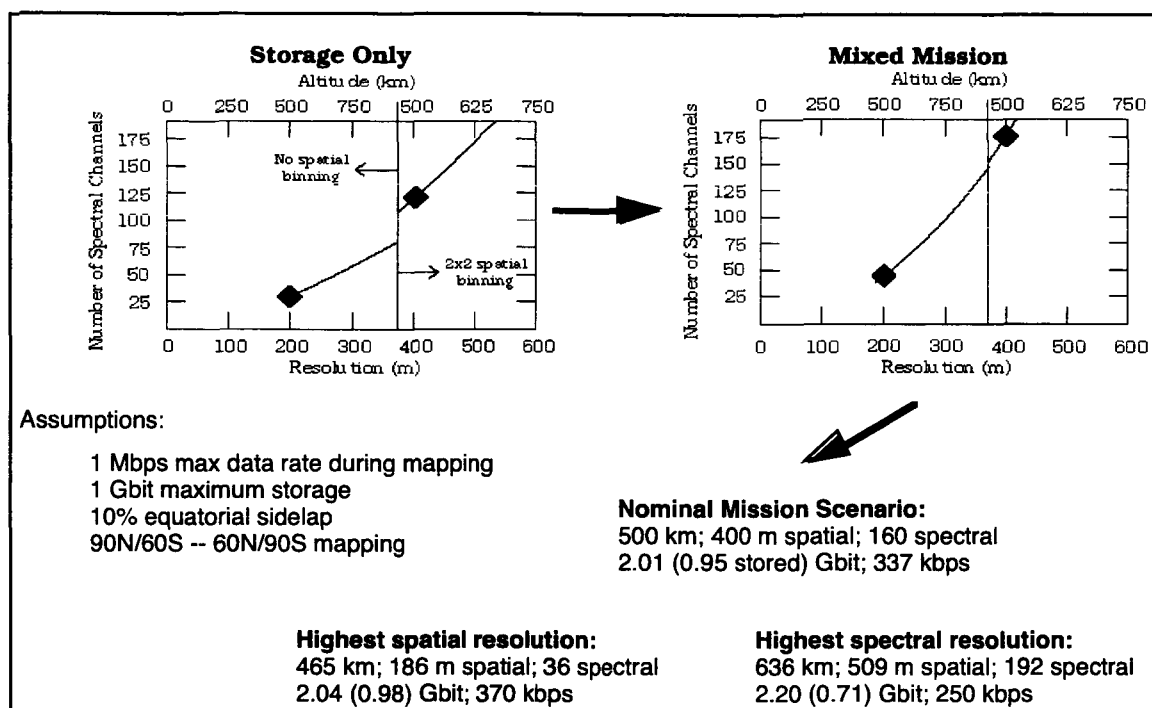 Storage Only
Altitude (km)
0 250 500 750 500 625 750
175
150
125
100
75
50
25
Number of Spectral Channels
No spatial
binning
2x2 spatial
binning
0 100 200 300 400 500 600
Resolution (m)
Mixed Mission
Altitude (km)
0 250 500 500 625 750
175
150
125
100
75
50
25
Number of Spectral Channels
0 100 200 300 400 500 600
Resolution (m)
Assumptions:
1 Mbps max data rate during mapping
1 Gbit maximum storage
10% equatorial sidelap
90N/60S -- 60N/90S mapping
Nominal Mission Scenario:
500 km; 400 m spatial; 160 spectral
2.01 (0.95 stored) Gbit; 337 kbps
Highest spatial resolution:
465 km; 186 m spatial; 36 spectral
2.04 (0.98) Gbit; 370 kbps
Highest spectral resolution:
636 km; 509 m spatial; 192 spectral
2.20 (0.71) Gbit; 250 kbps